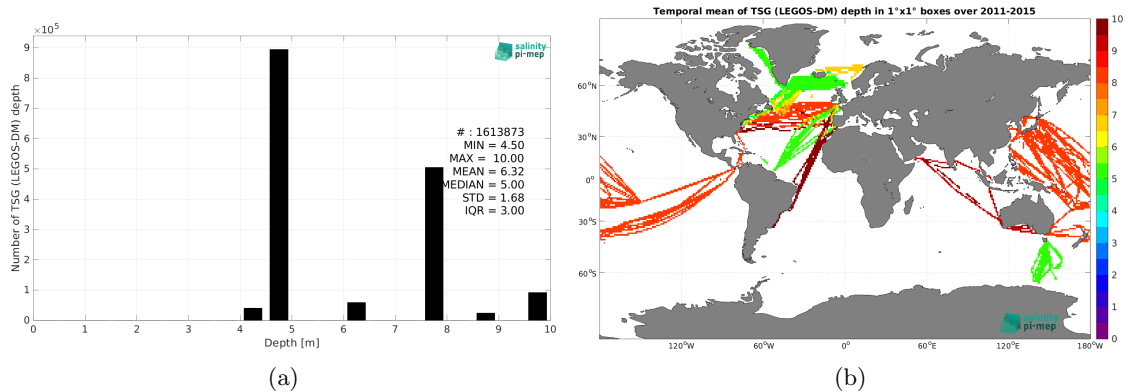 ×10⁵
9
8
7
6
5
4
3
2
1
0
Number of TSG (LEGOS-DM) depth
salinity
pi-mep
# : 1613873
MIN = 4.50
MAX = 10.00
MEAN = 6.32
MEDIAN = 5.00
STD = 1.68
IQR = 3.00
0 1 2 3 4 5 6 7 8 9 10
Depth [m]
(a)
Temporal mean of TSG (LEGOS-DM) depth in 1°x1° boxes over 2011-2015
60°N
30°N
0°
30°S
60°S
120°W 60°W 0° 60°E 120°E 180°W
salinity
pi-mep
10
9
8
7
6
5
4
3
2
1
0
(b)